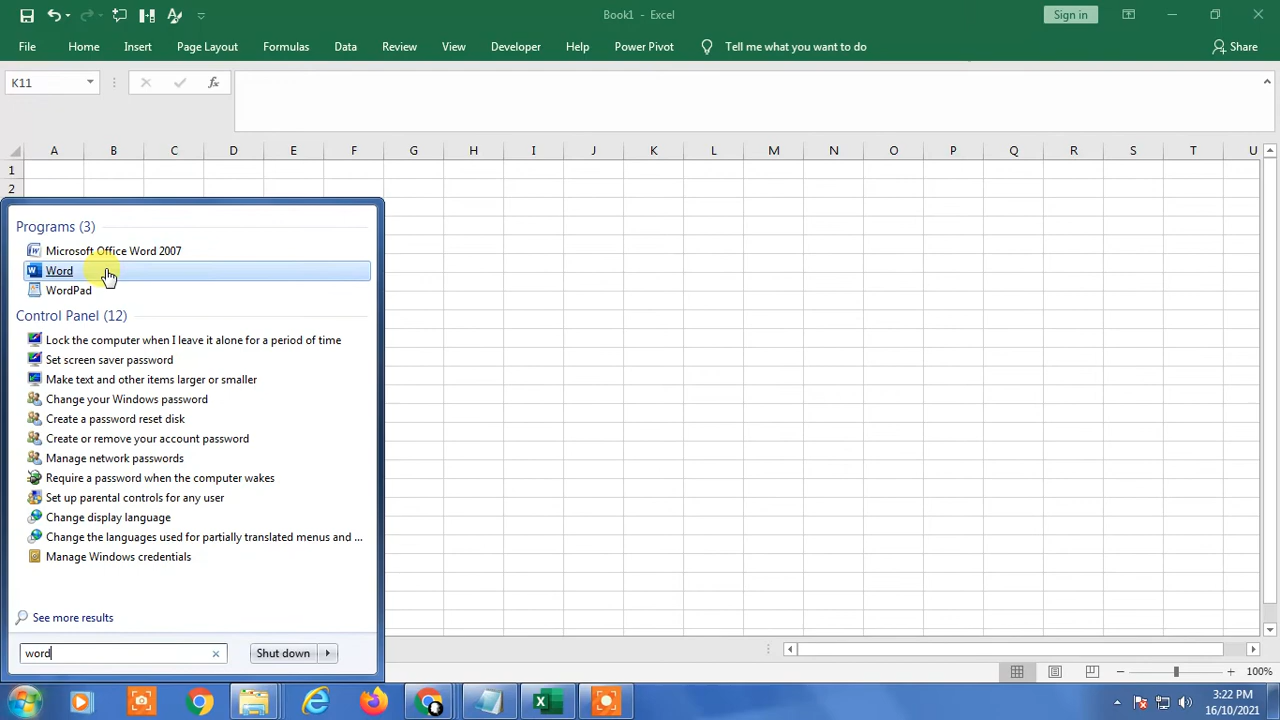 Book1 - Excel
Sign in
File Home Insert Page Layout Formulas Data Review View Developer Help Power Pivot Tell me what you want to do Share
K11 fx
A B C D E F G H I J K L M N O P Q R S T U
1
2
Programs (3)
Microsoft Office Word 2007
Word
WordPad
Control Panel (12)
Lock the computer when I leave it alone for a period of time
Set screen saver password
Make text and other items larger or smaller
Change your Windows password
Create a password reset disk
Create or remove your account password
Manage network passwords
Require a password when the computer wakes
Set up parental controls for any user
Change display language
Change the languages used for partially translated menus and ...
Manage Windows credentials
See more results
word
Shut down
100%
3:22 PM
16/10/2021